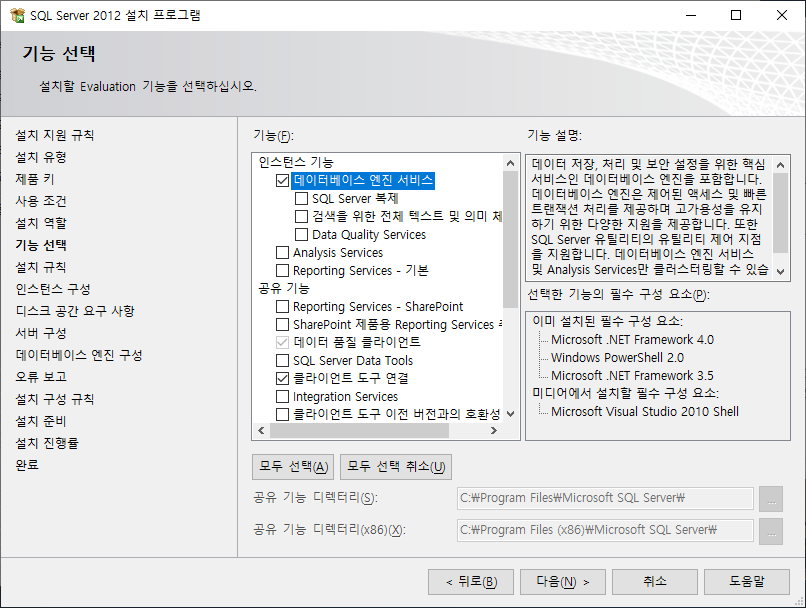 SQL Server 2012 설치 프로그램
기능 선택
설치할 Evaluation 기능을 선택하십시오.
설치 지원 규칙
설치 유형
제품 키
사용 조건
설치 역할
기능 선택
설치 규칙
인스턴스 구성
디스크 공간 요구 사항
서버 구성
데이터베이스 엔진 구성
오류 보고
설치 구성 규칙
설치 준비
설치 진행률
완료
기능(F):
인스턴스 기능
데이터베이스 엔진 서비스
SQL Server 복제
검색을 위한 전체 텍스트 및 의미 체
Data Quality Services
Analysis Services
Reporting Services - 기본
공유 기능
Reporting Services - SharePoint
SharePoint 제품용 Reporting Services
데이터 품질 클라이언트
SQL Server Data Tools
클라이언트 도구 연결
Integration Services
클라이언트 도구 이전 버전과의 호환성
기능 설명:
데이터 저장, 처리 및 보안 설정을 위한 핵심
서비스인 데이터베이스 엔진을 포함합니다.
데이터베이스 엔진은 제어된 액세스 및 빠른
트랜잭션 처리를 제공하며 고가용성을 유지
하기 위한 다양한 지원을 제공합니다. 또한
SQL Server 유틸리티의 유틸리티 제어 지점
을 지원합니다. 데이터베이스 엔진 서비스
및 Analysis Services만 클러스터링할 수 있습
선택한 기능의 필수 구성 요소(P):
이미 설치된 필수 구성 요소:
Microsoft .NET Framework 4.0
Windows PowerShell 2.0
Microsoft .NET Framework 3.5
미디어에서 설치할 필수 구성 요소:
Microsoft Visual Studio 2010 Shell
모두 선택(A)
모두 선택 취소(U)
공유 기능 디렉터리(S):
C:₩Program Files₩Microsoft SQL Server₩
...
공유 기능 디렉터리(x86)(X):
C:₩Program Files (x86)₩Microsoft SQL Server₩
...
< 뒤로(B)
다음(N) >
취소
도움말